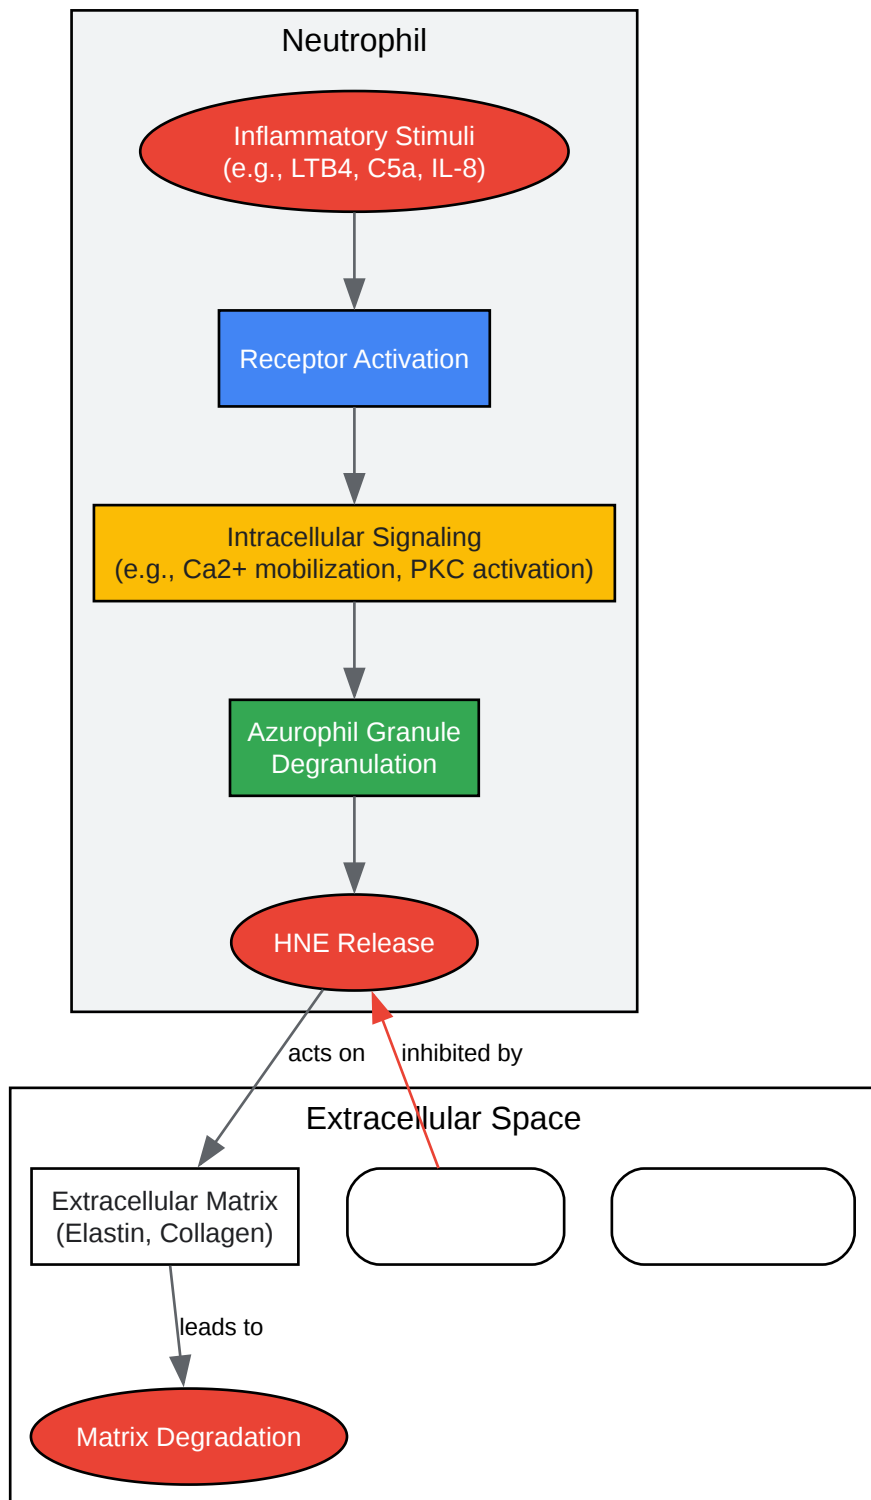 Neutrophil
Inflammatory Stimuli
(e.g., LTB4, C5a, IL-8)
Receptor Activation
Intracellular Signaling
(e.g., Ca2+ mobilization, PKC activation)
Azurophil Granule
Degranulation
HNE Release
acts on
inhibited by
Extracellular Space
Extracellular Matrix
(Elastin, Collagen)
leads to
Matrix Degradation